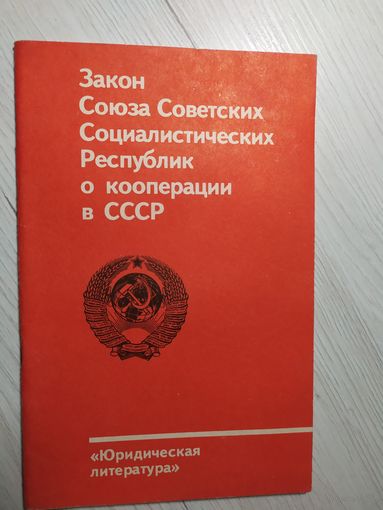 Закон
Союза Советских
Социалистических
Республик
о кооперации
в СССР
«Юридическая
литература»